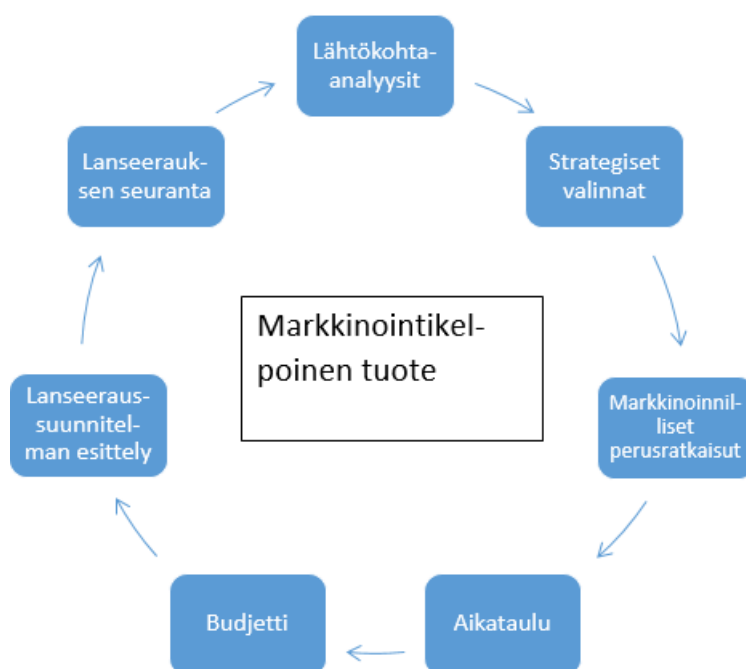 Lähtökohta-
analyysit
Strategiset
valinnat
Markkinoinnil-
liset
perusratkaisut
Aikataulu
Budjetti
Lanseeraus-
suunnitel-
man esittely
Lanseerauk-
sen seuranta
Markkinointikel-
poinen tuote